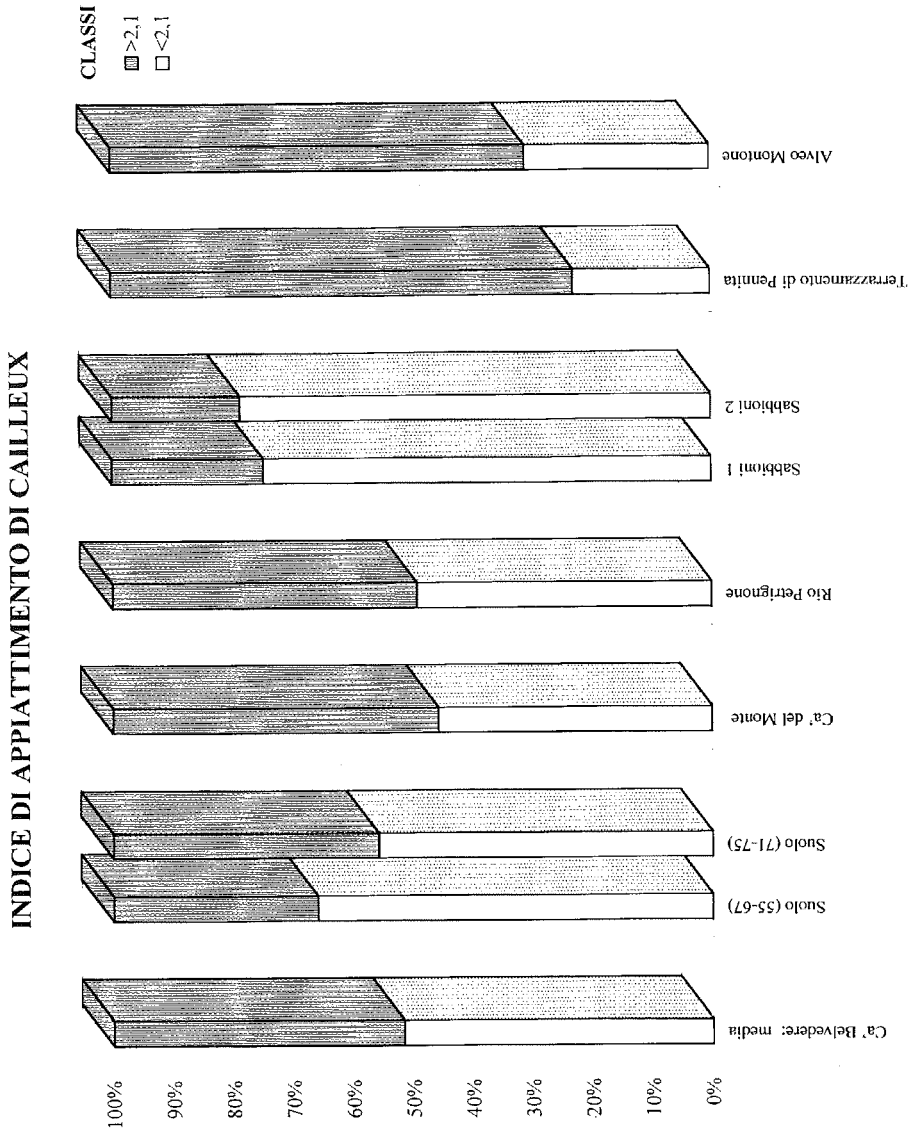 INDICE DI APPIATTIMENTO DI CAILLEUX
CLASSI
>2,1
<2,1
100%
90%
80%
70%
60%
50%
40%
30%
20%
10%
0%
Ca' Belvedere: media
Suolo (55-67)
Suolo (71-75)
Ca' del Monte
Rio Petrignone
Sabbioni 1
Sabbioni 2
Terrazzamento di Pennita
Alveo Montone